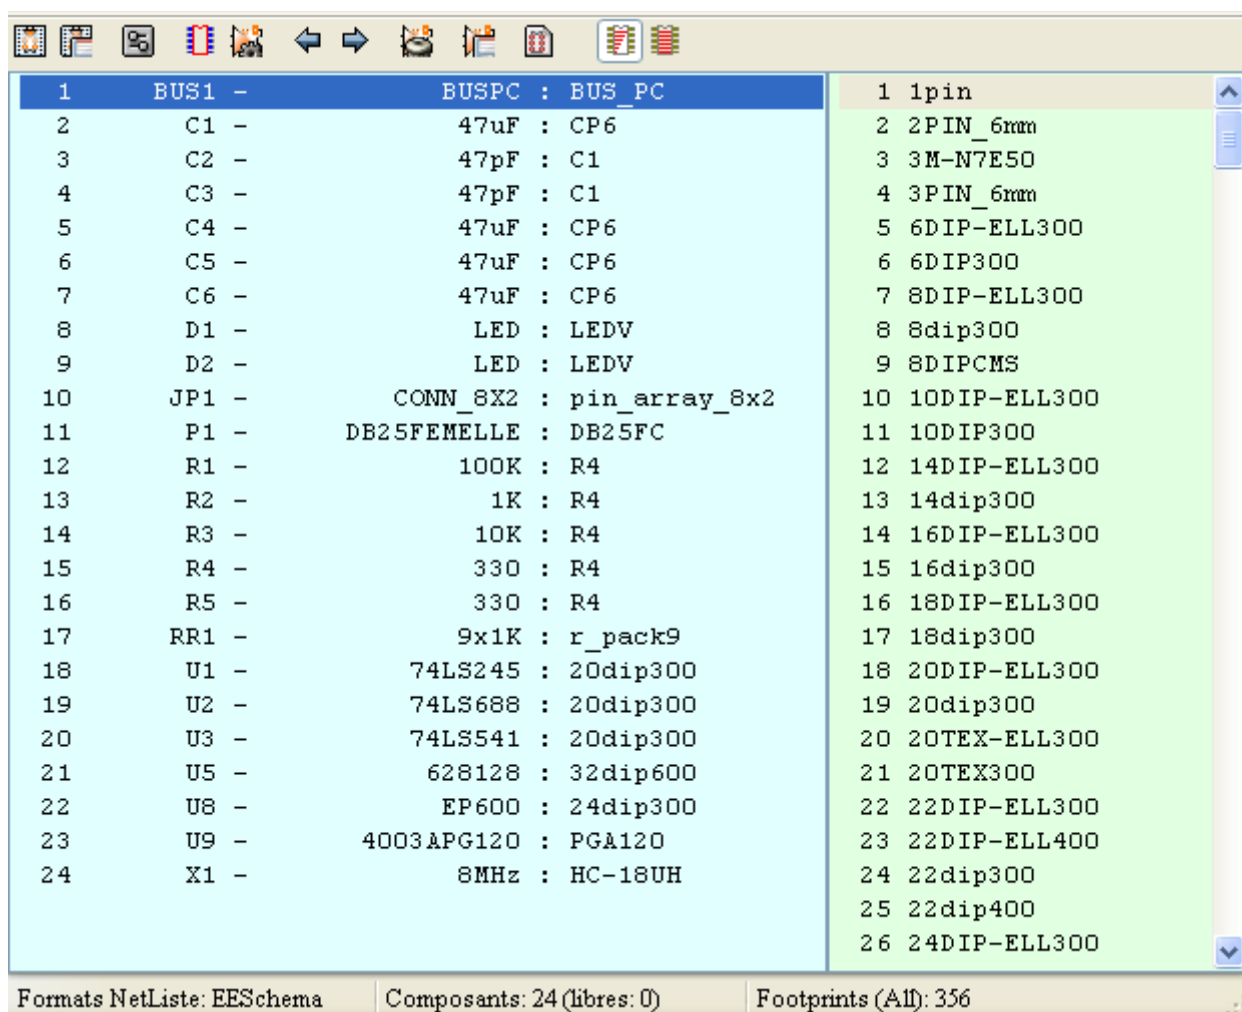 1 BUS1 - BUSPC : BUS_PC
2 C1 - 47uF : CP6
3 C2 - 47pF : C1
4 C3 - 47pF : C1
5 C4 - 47uF : CP6
6 C5 - 47uF : CP6
7 C6 - 47uF : CP6
8 D1 - LED : LEDV
9 D2 - LED : LEDV
10 JP1 - CONN_8X2 : pin_array_8x2
11 P1 - DB25FEMELLE : DB25FC
12 R1 - 100K : R4
13 R2 - 1K : R4
14 R3 - 10K : R4
15 R4 - 330 : R4
16 R5 - 330 : R4
17 RR1 - 9x1K : r_pack9
18 U1 - 74LS245 : 20dip300
19 U2 - 74LS688 : 20dip300
20 U3 - 74LS541 : 20dip300
21 U5 - 628128 : 32dip600
22 U8 - EP600 : 24dip300
23 U9 - 4003APG120 : PGA120
24 X1 - 8MHz : HC-18UH
1 1pin
2 2PIN_6mm
3 3M-N7E50
4 3PIN_6mm
5 6DIP-ELL300
6 6DIP300
7 8DIP-ELL300
8 8dip300
9 8DIPCMS
10 10DIP-ELL300
11 10DIP300
12 14DIP-ELL300
13 14dip300
14 16DIP-ELL300
15 16dip300
16 18DIP-ELL300
17 18dip300
18 20DIP-ELL300
19 20dip300
20 20TEX-ELL300
21 20TEX300
22 22DIP-ELL300
23 22DIP-ELL400
24 22dip300
25 22dip400
26 24DIP-ELL300
Formats NetListe: EESchema
Composants: 24 (libres: 0)
Footprints (All): 356